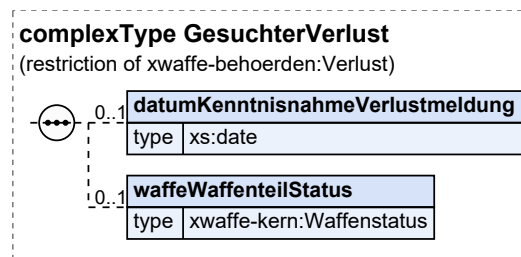 complexType GesuchterVerlust
(restriction of xwaffe-behoerden:Verlust)
0..1
datumKenntnisnahmeVerlustmeldung
type xs:date
0..1
waffeWaffenteilStatus
type xwaffe-kern:Waffenstatus